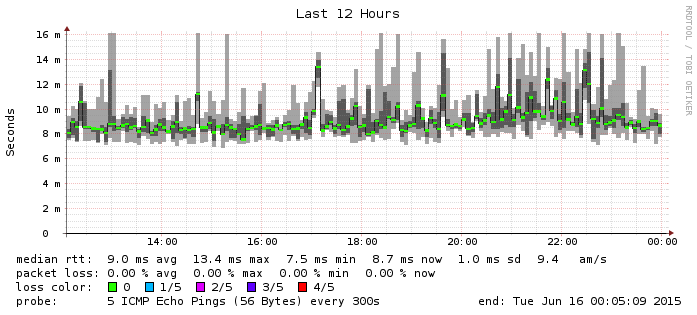 Last 12 Hours
RRDTOOL / TOBI OETIKER
Seconds
16 m
14 m
12 m
10 m
8 m
6 m
4 m
2 m
0
14:00 16:00 18:00 20:00 22:00 00:00
median rtt: 9.0 ms avg 13.4 ms max 7.5 ms min 8.7 ms now 1.0 ms sd 9.4 am/s
packet loss: 0.00 % avg 0.00 % max 0.00 % min 0.00 % now
loss color: 0 1/5 2/5 3/5 4/5
probe: 5 ICMP Echo Pings (56 Bytes) every 300s end: Tue Jun 16 00:05:09 2015